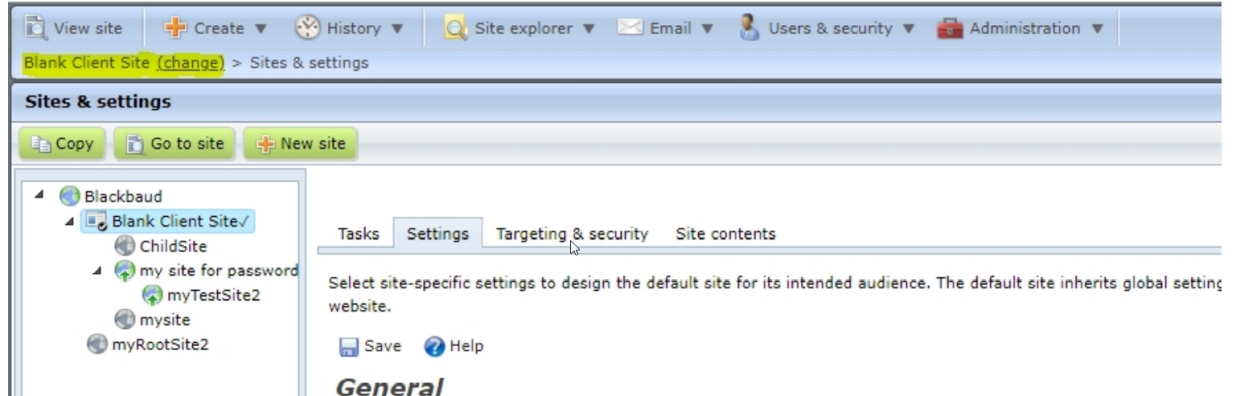 View site Create ▼ History ▼ Site explorer ▼ Email ▼ Users & security ▼ Administration ▼
Blank Client Site (change) > Sites & settings
Sites & settings
Copy Go to site New site
Blackbaud
Blank Client Site✓
ChildSite
my site for password
myTestSite2
mysite
myRootSite2
Tasks Settings Targeting & security Site contents
Select site-specific settings to design the default site for its intended audience. The default site inherits global setting
website.
Save Help
General